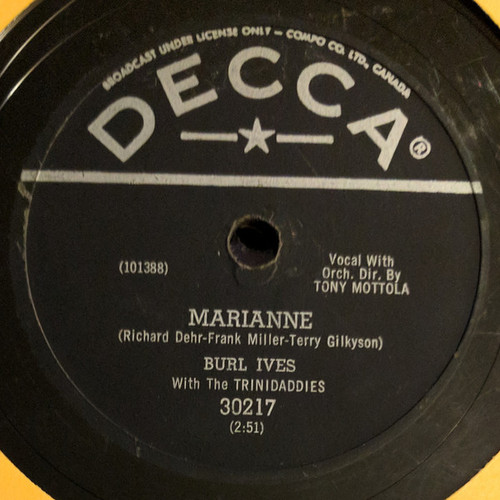 BROADCAST UNDER LICENSE ONLY — COMPO CO. LTD., CANADA
DECCA®
(101388)
Vocal With
Orch. Dir. By
TONY MOTTOLA
MARIANNE
(Richard Dehr-Frank Miller-Terry Gilkyson)
BURL IVES
With The TRINIDADDIES
30217
(2:51)